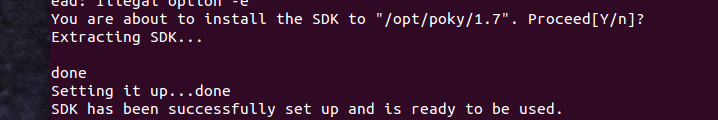 ead: Illegal option -e
You are about to install the SDK to "/opt/poky/1.7". Proceed[Y/n]?
Extracting SDK...
done
Setting it up...done
SDK has been successfully set up and is ready to be used.